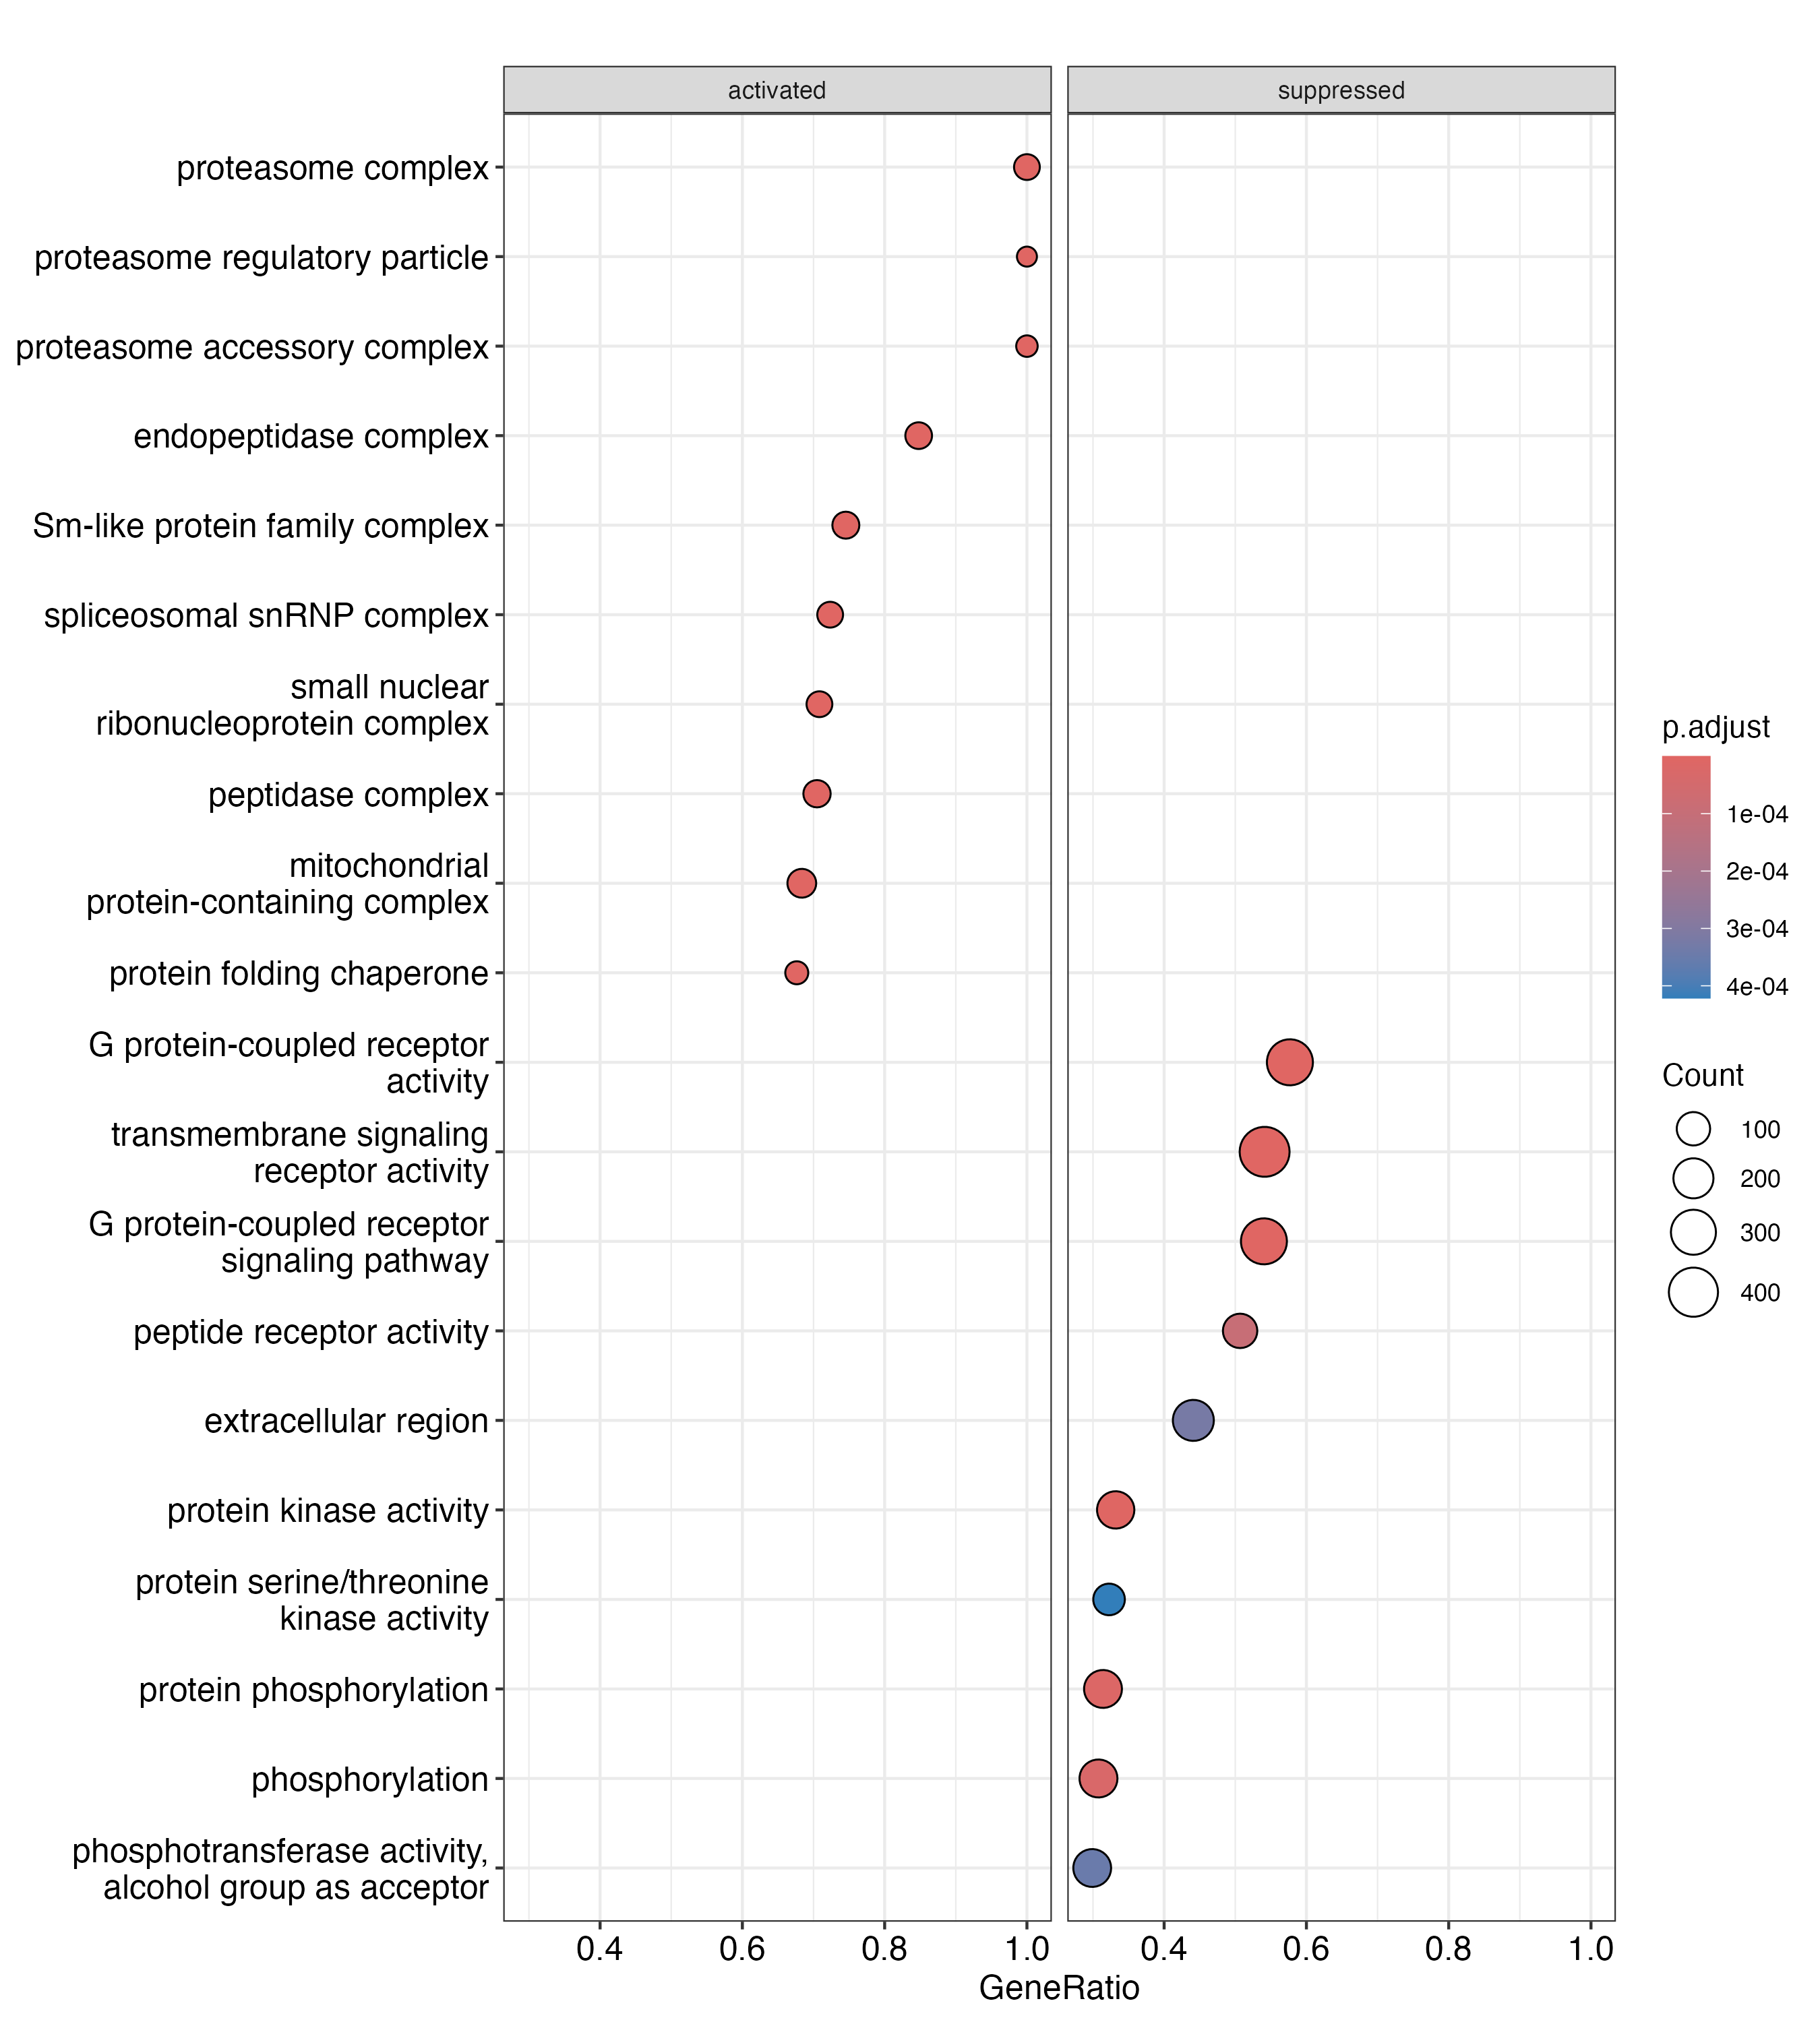 activated
suppressed
proteasome complex
proteasome regulatory particle
proteasome accessory complex
endopeptidase complex
Sm-like protein family complex
spliceosomal snRNP complex
small nuclear
ribonucleoprotein complex
peptidase complex
mitochondrial
protein-containing complex
protein folding chaperone
G protein-coupled receptor
activity
transmembrane signaling
receptor activity
G protein-coupled receptor
signaling pathway
peptide receptor activity
extracellular region
protein kinase activity
protein serine/threonine
kinase activity
protein phosphorylation
phosphorylation
phosphotransferase activity,
alcohol group as acceptor
0.4 0.6 0.8 1.0
0.4 0.6 0.8 1.0
GeneRatio
p.adjust
1e-04
2e-04
3e-04
4e-04
Count
100
200
300
400